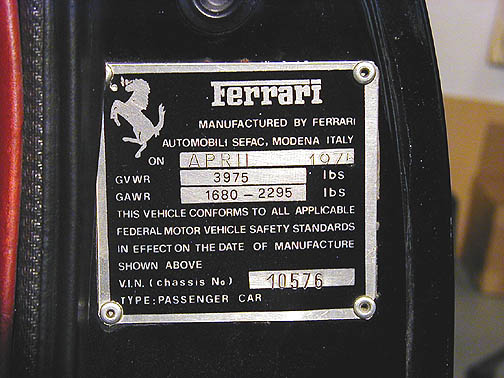 Ferrari
MANUFACTURED BY FERRARI
AUTOMOBILI SEFAC, MODENA ITALY
ON APRIL
GVWR 3975 lbs
GAWR 1680-2295 lbs
THIS VEHICLE CONFORMS TO ALL APPLICABLE
FEDERAL MOTOR VEHICLE SAFETY STANDARDS
IN EFFECT ON THE DATE OF MANUFACTURE
SHOWN ABOVE
V.I.N. (chassis No) 10576
TYPE: PASSENGER CAR